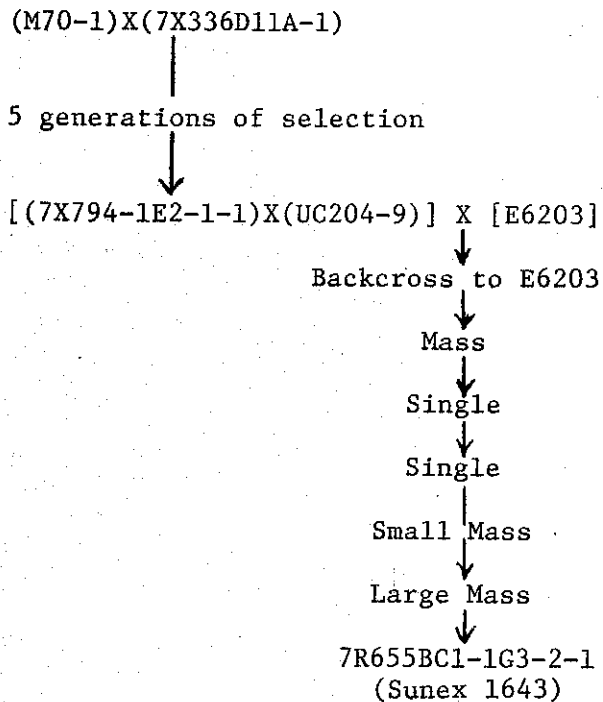 (M70-1)X(7X336D11A-1)
5 generations of selection
[(7X794-1E2-1-1)X(UC204-9)] X [E6203]
Backcross to E6203
Mass
Single
Single
Small Mass
Large Mass
7R655BC1-1G3-2-1
(Sunex 1643)